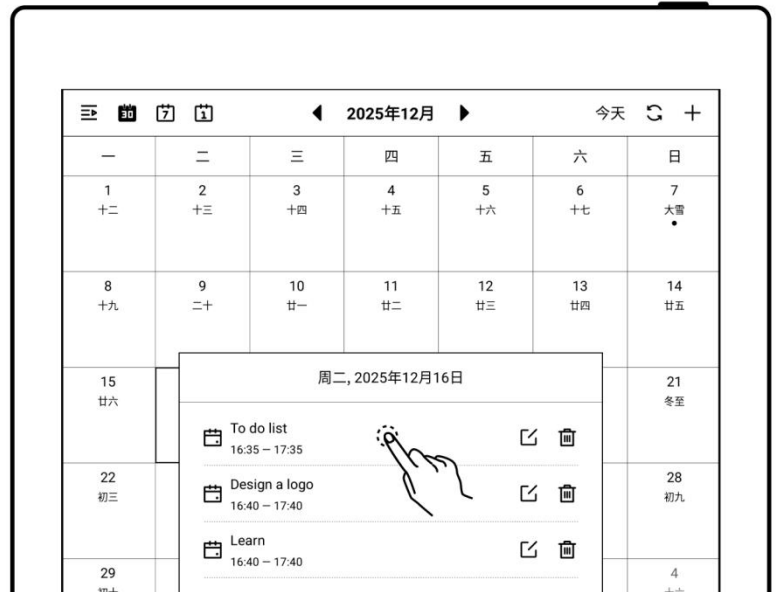 30 7 1 2025年12月 今天
一 二 三 四 五 六 日
1 2 3 4 5 6 7
十二 十三 十四 十五 十六 十七 大雪
8 9 10 11 12 13 14
十九 二十 廿一 廿二 廿三 廿四 廿五
周二, 2025年12月16日
15 21
廿六 冬至
To do list
16:35 – 17:35
22 28
初三 初九
Design a logo
16:40 – 17:40
Learn
16:40 – 17:40
29 4